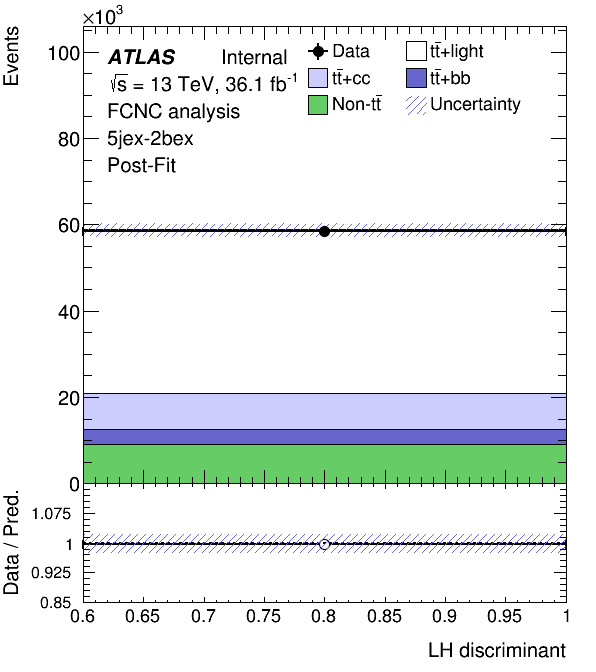 ×10³
Events
ATLAS Internal
√s = 13 TeV, 36.1 fb⁻¹
FCNC analysis
5jex-2bex
Post-Fit
Data
tt̄+light
tt̄+cc
tt̄+bb
Non-tt̄
Uncertainty
100
80
60
40
20
0
Data / Pred.
1.075
1
0.925
0.85
0.6 0.65 0.7 0.75 0.8 0.85 0.9 0.95 1
LH discriminant